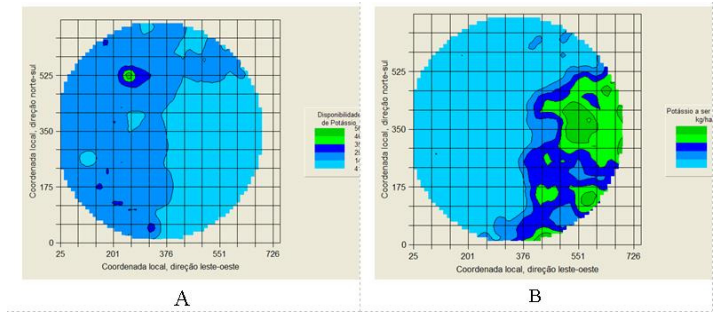 Coordenada local, direção norte-sul
525
350
175
0
25
201
376
551
726
Coordenada local, direção leste-oeste
Disponibilidade
de Potássio
A
Coordenada local, direção norte-sul
525
350
175
0
25
201
376
551
726
Coordenada local, direção leste-oeste
Potássio a ser
kg/ha
B